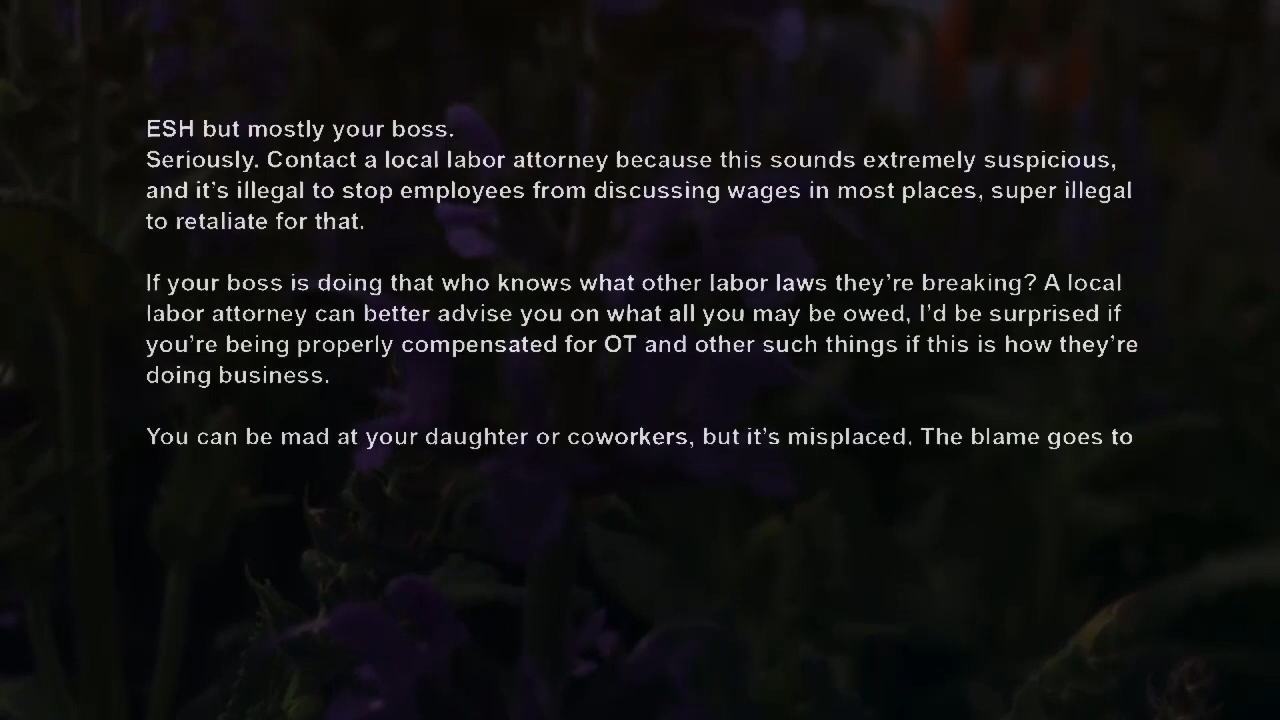 ESH but mostly your boss.
Seriously. Contact a local labor attorney because this sounds extremely suspicious,
and it’s illegal to stop employees from discussing wages in most places, super illegal
to retaliate for that.
If your boss is doing that who knows what other labor laws they’re breaking? A local
labor attorney can better advise you on what all you may be owed, I’d be surprised if
you’re being properly compensated for OT and other such things if this is how they’re
doing business.
You can be mad at your daughter or coworkers, but it’s misplaced. The blame goes to